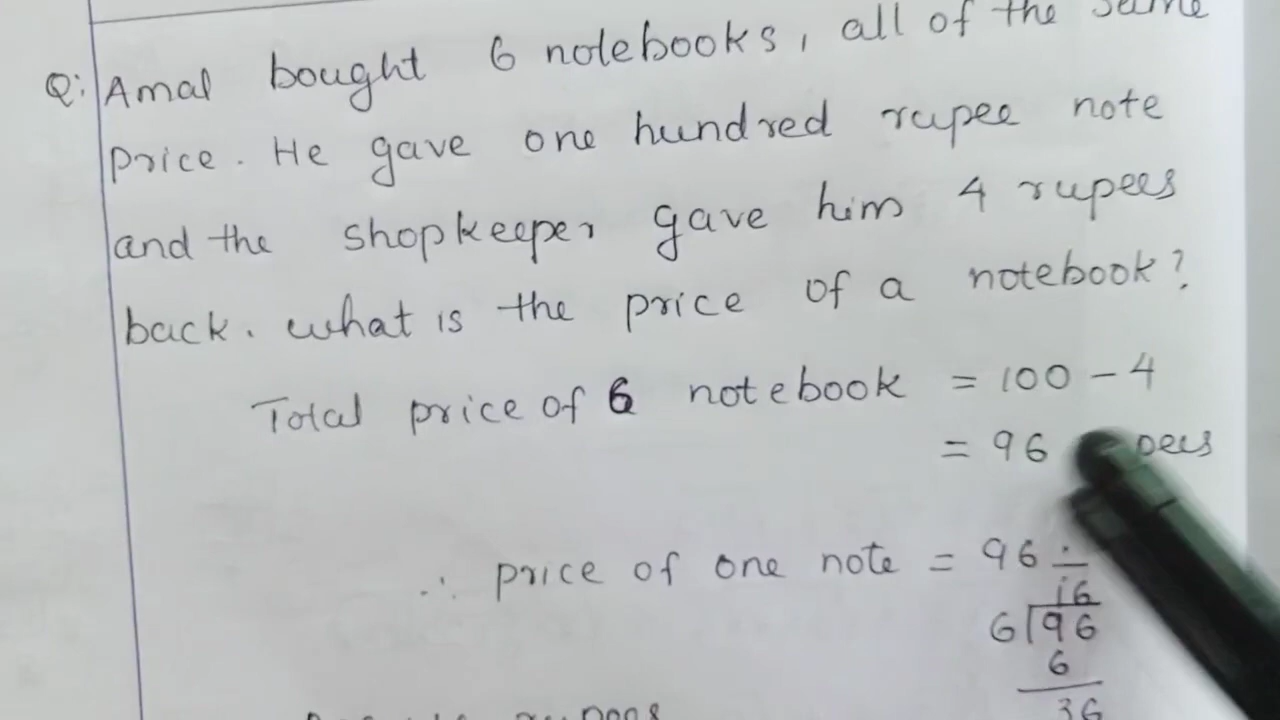 Q: Amal bought 6 notebooks, all of the same
price. He gave one hundred rupee note
and the shopkeeper gave him 4 rupees
back. what is the price of a notebook?
Total price of 6 notebook = 100 - 4
= 96
∴ price of one note = 96 ÷
16
6 96
6
36